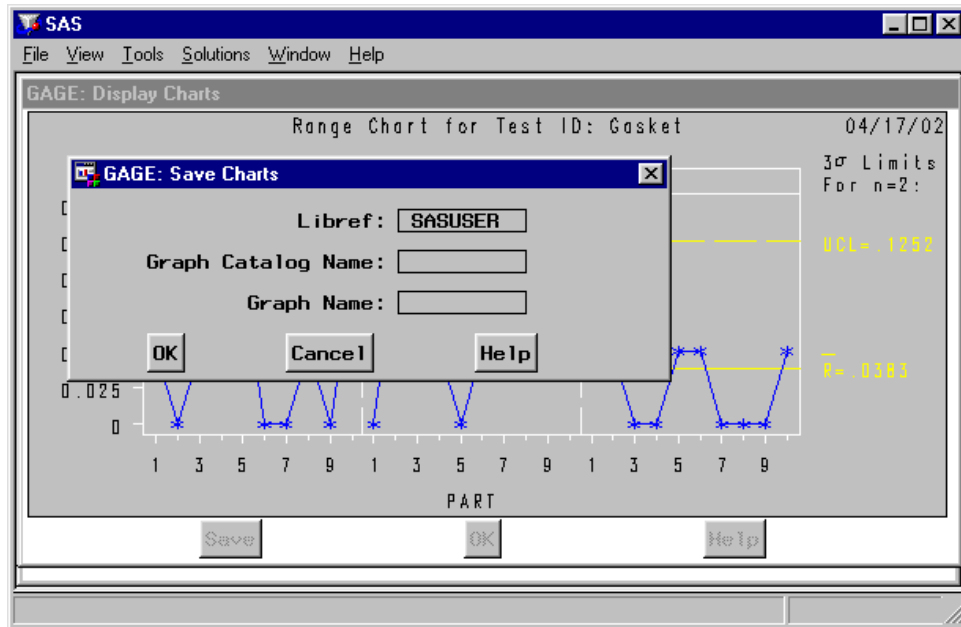 SAS
File View Tools Solutions Window Help
GAGE: Display Charts
Range Chart for Test ID: Gasket 04/17/02
3σ Limits
For n=2:
GAGE: Save Charts
Libref: SASUSER
UCL=.1252
Graph Catalog Name:
Graph Name:
OK Cancel Help
R=.0383
0.025
0
1 3 5 7 9 1 3 5 7 9 1 3 5 7 9
PART
Save OK Help